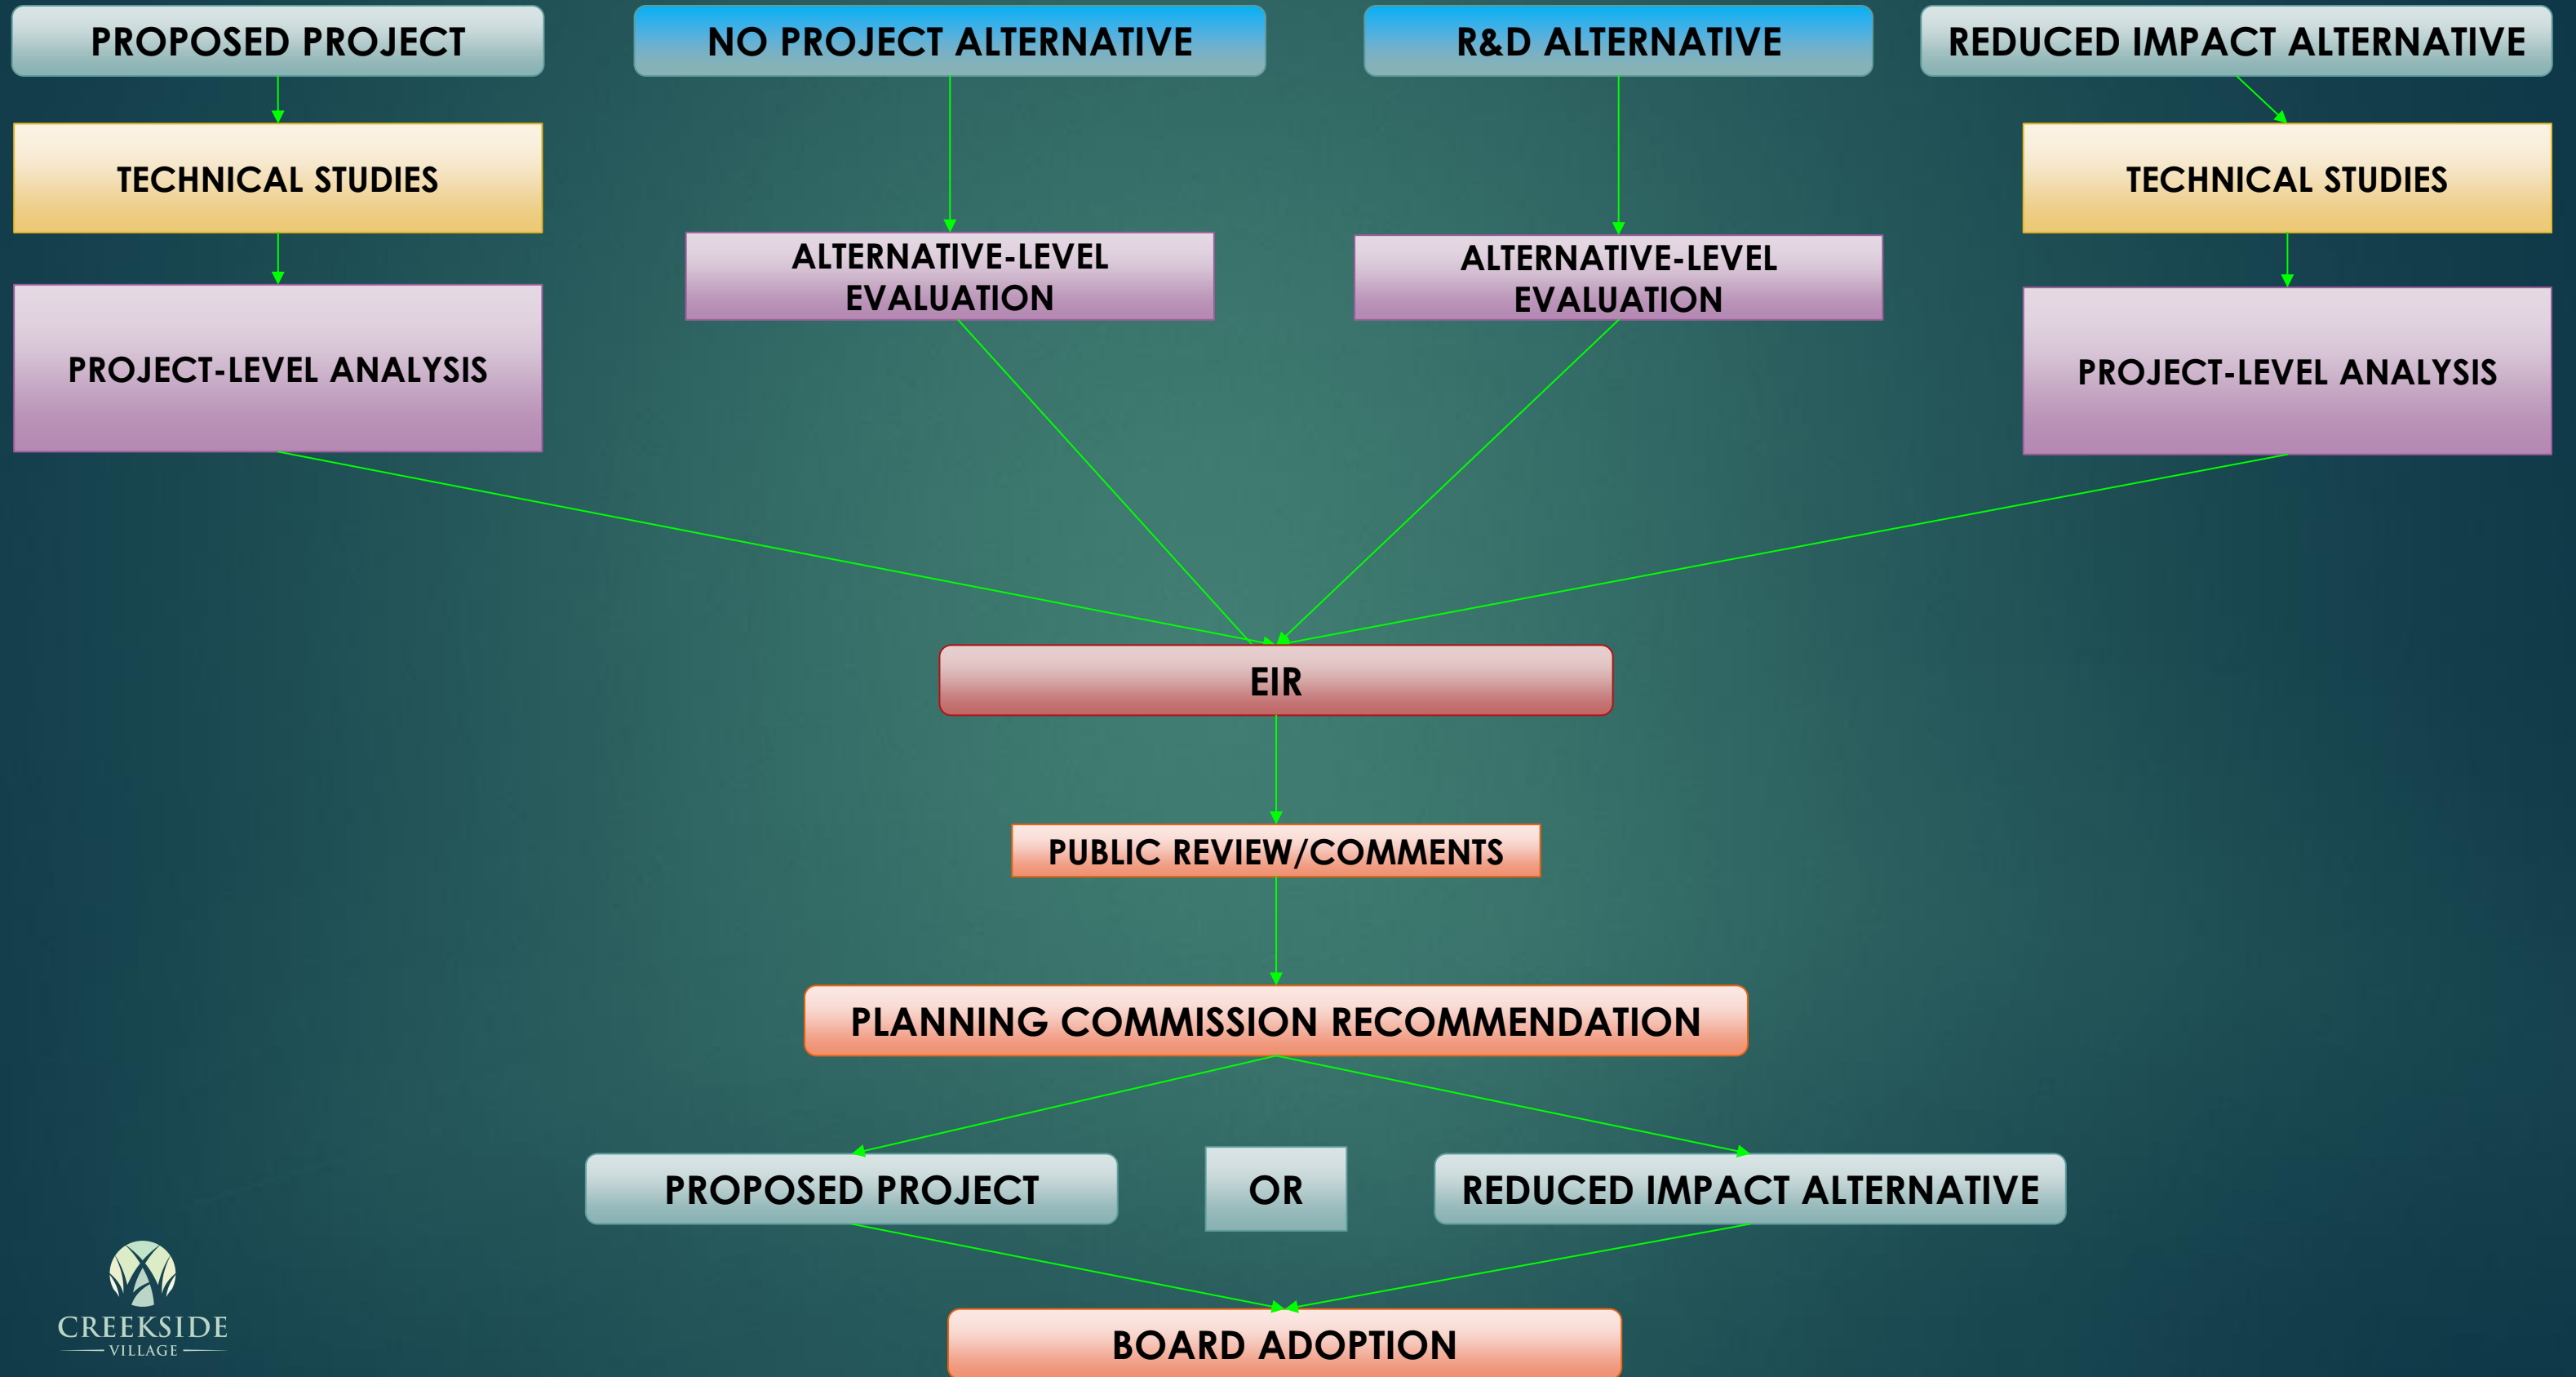 PROPOSED PROJECT
NO PROJECT ALTERNATIVE
R&D ALTERNATIVE
REDUCED IMPACT ALTERNATIVE
TECHNICAL STUDIES
TECHNICAL STUDIES
ALTERNATIVE-LEVEL
EVALUATION
ALTERNATIVE-LEVEL
EVALUATION
PROJECT-LEVEL ANALYSIS
PROJECT-LEVEL ANALYSIS
EIR
PUBLIC REVIEW/COMMENTS
PLANNING COMMISSION RECOMMENDATION
PROPOSED PROJECT
OR
REDUCED IMPACT ALTERNATIVE
BOARD ADOPTION
CREEKSIDE
VILLAGE